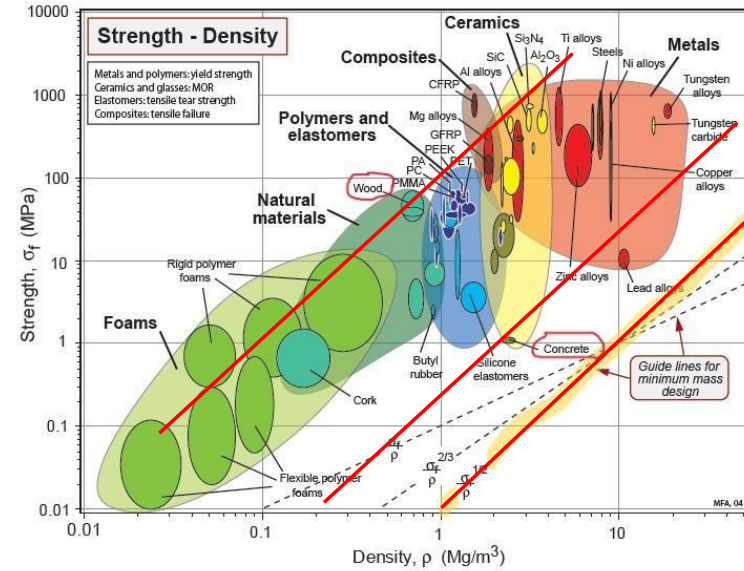 Strength - Density
Metals and polymers: yield strength
Ceramics and glasses: MOR
Elastomers: tensile tear strength
Composites: tensile failure
10000
1000
100
10
1
0.1
0.01
Strength, σf (MPa)
Ceramics
Composites
Metals
Polymers and
elastomers
Natural
materials
Foams
Si3N4
Ti alloys
SiC
Al2O3
Steels
Ni alloys
Al alloys
CFRP
Tungsten
alloys
Mg alloys
GFRP
Tungsten
carbide
PEEK
PA
PET
PC
PMMA
Wood
Copper
alloys
Rigid polymer
foams
Zinc alloys
Lead alloys
Butyl
rubber
Silicone
elastomers
Concrete
Cork
Flexible polymer
foams
Guide lines for
minimum mass
design
σf
ρ
σf2/3
ρ
σf1/2
ρ
MFA, 04
0.01
0.1
1
10
Density, ρ (Mg/m3)